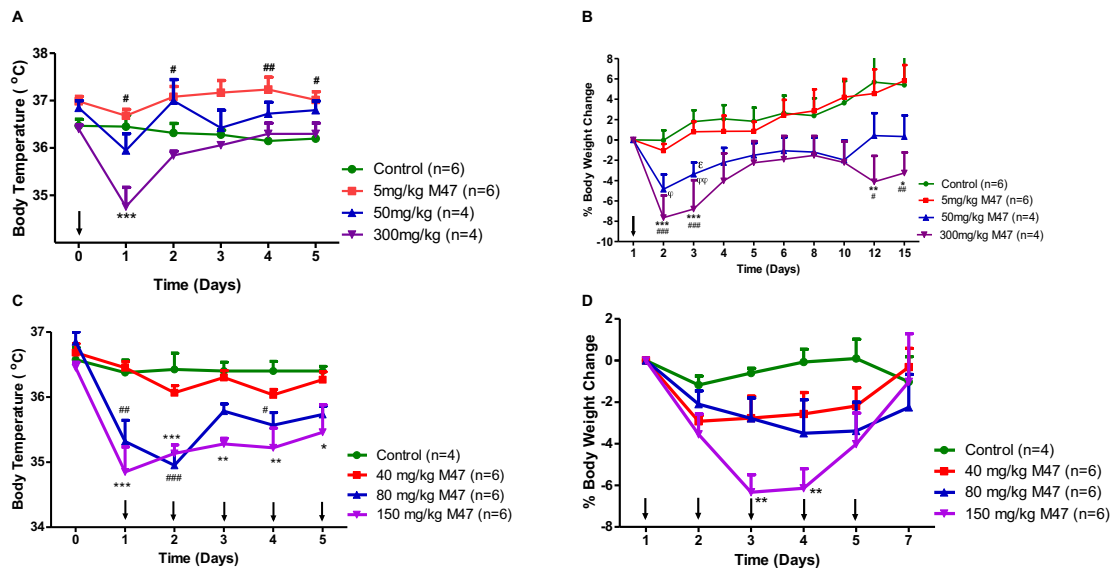 A
Body Temperature ( °C)
38
37
36
35
#
#
##
#
***
0
1
2
3
4
5
Time (Days)
Control (n=6)
5mg/kg M47 (n=6)
50mg/kg (n=4)
300mg/kg (n=4)
B
% Body Weight Change
8
6
4
2
0
-2
-4
-6
-8
-10
φ
ε
φφ
***
###
***
###
**
#
*
##
1
2
3
4
5
6
8
10
12
15
Time (Days)
Control (n=6)
5mg/kg M47 (n=6)
50mg/kg M47 (n=4)
300mg/kg M47 (n=4)
C
Body Temperature ( °C)
37
36
35
34
##
***
***
###
**
#
**
*
0
1
2
3
4
5
Time (Days)
Control (n=4)
40 mg/kg M47 (n=6)
80 mg/kg M47 (n=6)
150 mg/kg M47 (n=6)
D
% Body Weight Change
2
0
-2
-4
-6
-8
**
**
1
2
3
4
5
7
Time (Days)
Control (n=4)
40 mg/kg M47 (n=6)
80 mg/kg M47 (n=6)
150 mg/kg M47 (n=6)